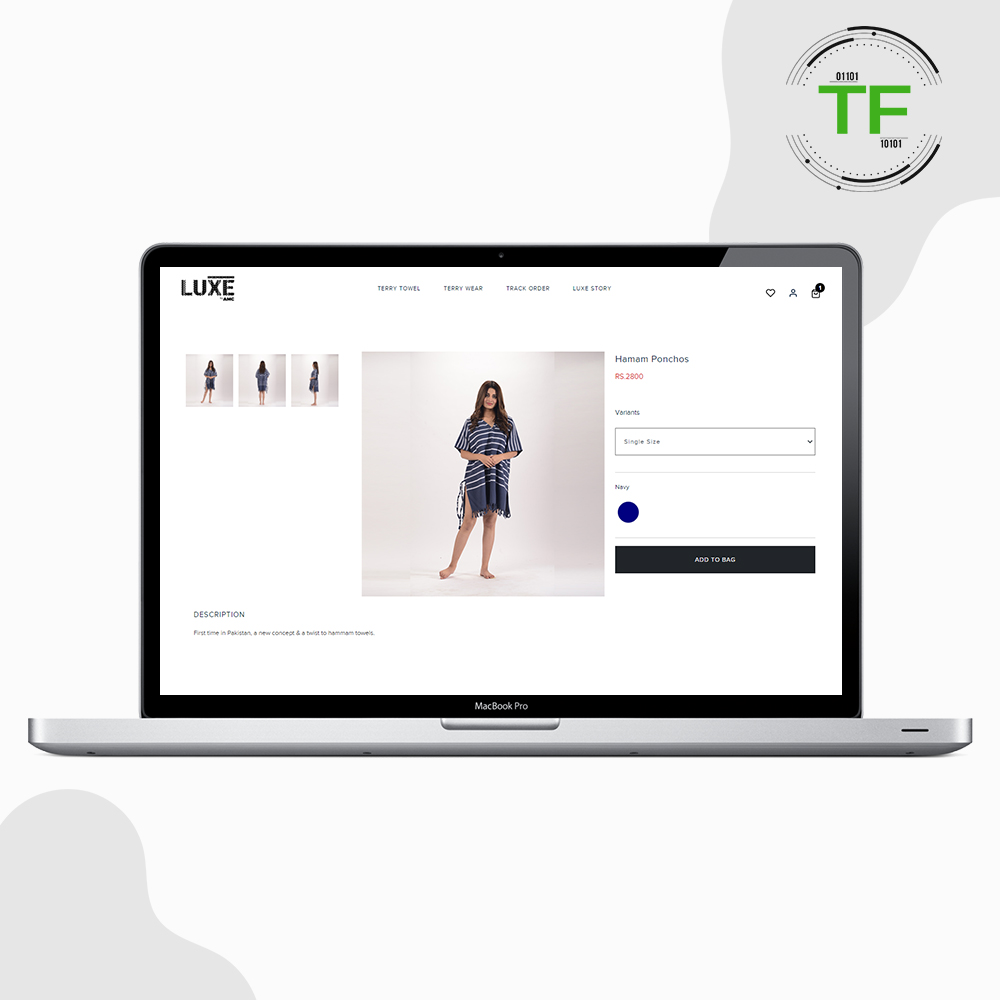 01101
TF
10101
LUXE
BY AMC
TERRY TOWEL
TERRY WEAR
TRACK ORDER
LUXE STORY
1
Hamam Ponchos
RS.2800
Variants
Single Size
Navy
ADD TO BAG
DESCRIPTION
First time in Pakistan, a new concept & a twist to hammam towels.
MacBook Pro